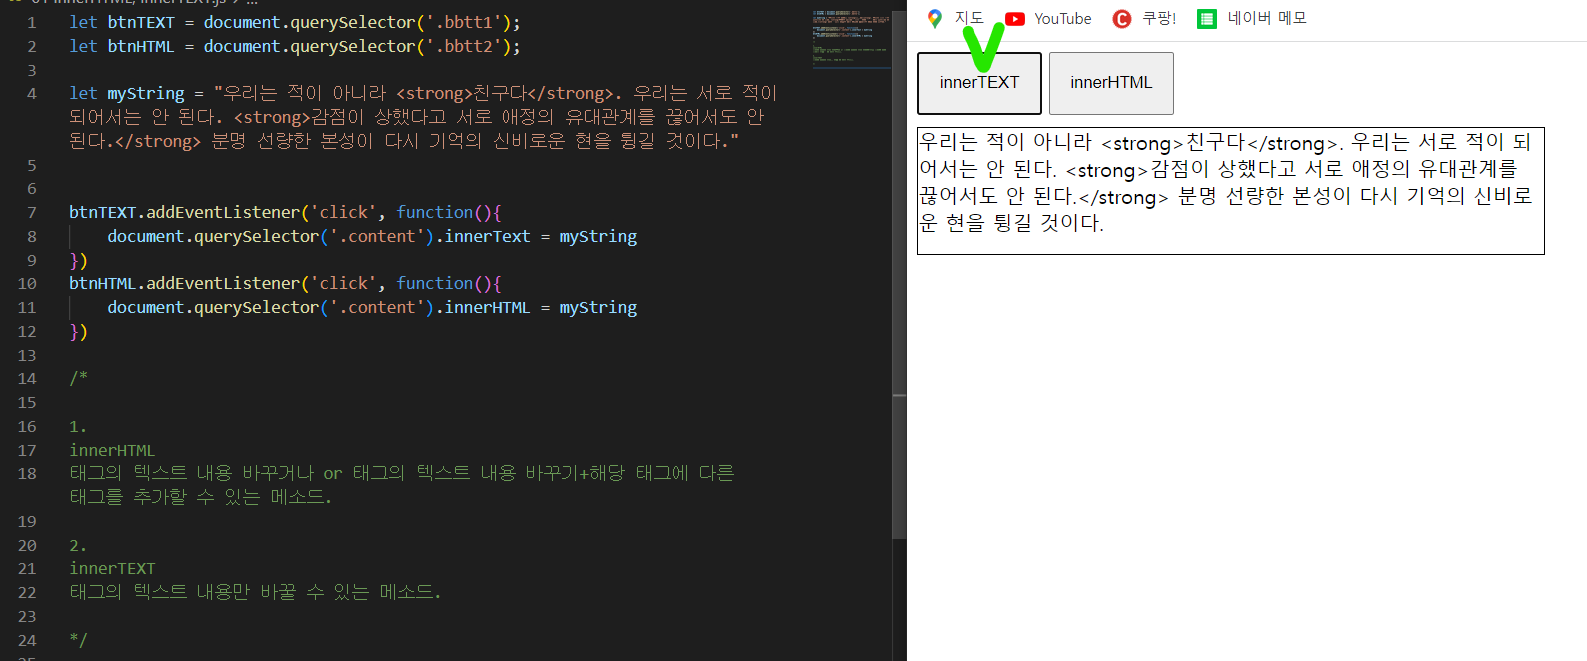 1 let btnTEXT = document.querySelector('.bbtt1');
2 let btnHTML = document.querySelector('.bbtt2');
3
4 let myString = "우리는 적이 아니라 <strong>친구다</strong>. 우리는 서로 적이
되어서는 안 된다. <strong>감점이 상했다고 서로 애정의 유대관계를 끊어서도 안
된다.</strong> 분명 선량한 본성이 다시 기억의 신비로운 현을 튕길 것이다."
5
6
7 btnTEXT.addEventListener('click', function(){
8 document.querySelector('.content').innerText = myString
9 })
10 btnHTML.addEventListener('click', function(){
11 document.querySelector('.content').innerHTML = myString
12 })
13
14 /*
15
16 1.
17 innerHTML
18 태그의 텍스트 내용 바꾸거나 or 태그의 텍스트 내용 바꾸기+해당 태그에 다른
태그를 추가할 수 있는 메소드.
19
20 2.
21 innerTEXT
22 태그의 텍스트 내용만 바꿀 수 있는 메소드.
23
24 */
지도 YouTube 쿠팡! 네이버 메모
innerTEXT innerHTML
우리는 적이 아니라 <strong>친구다</strong>. 우리는 서로 적이 되
어서는 안 된다. <strong>감점이 상했다고 서로 애정의 유대관계를
끊어서도 안 된다.</strong> 분명 선량한 본성이 다시 기억의 신비로
운 현을 튕길 것이다.